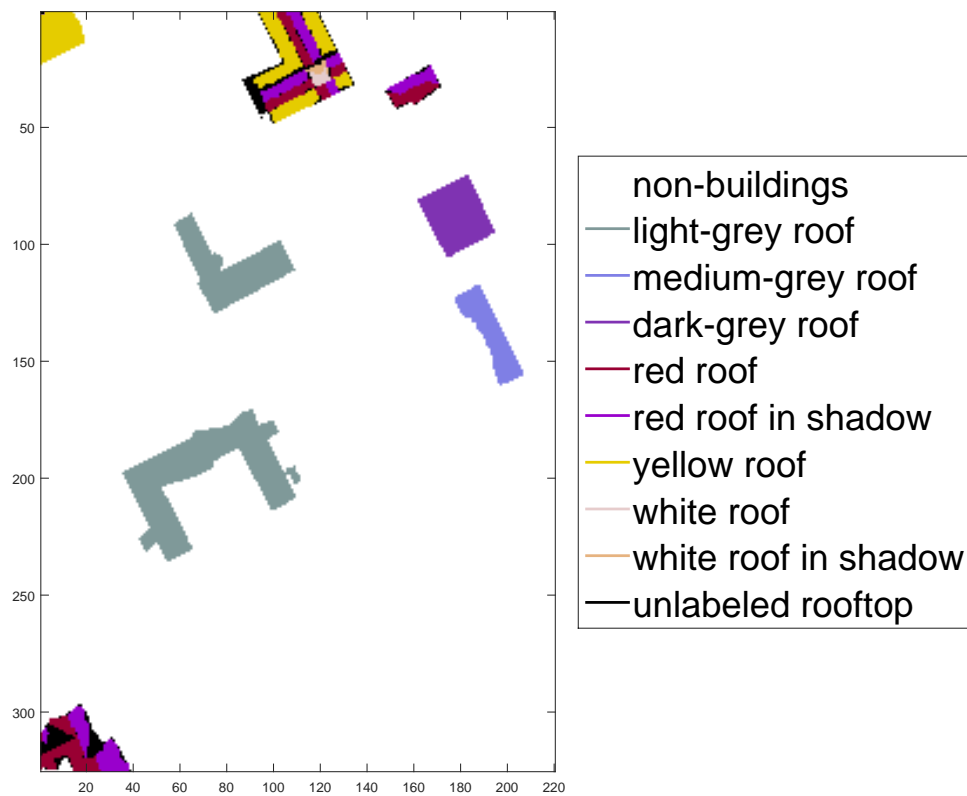 50
100
150
200
250
300
20 40 60 80 100 120 140 160 180 200 220
non-buildings
light-grey roof
medium-grey roof
dark-grey roof
red roof
red roof in shadow
yellow roof
white roof
white roof in shadow
unlabeled rooftop